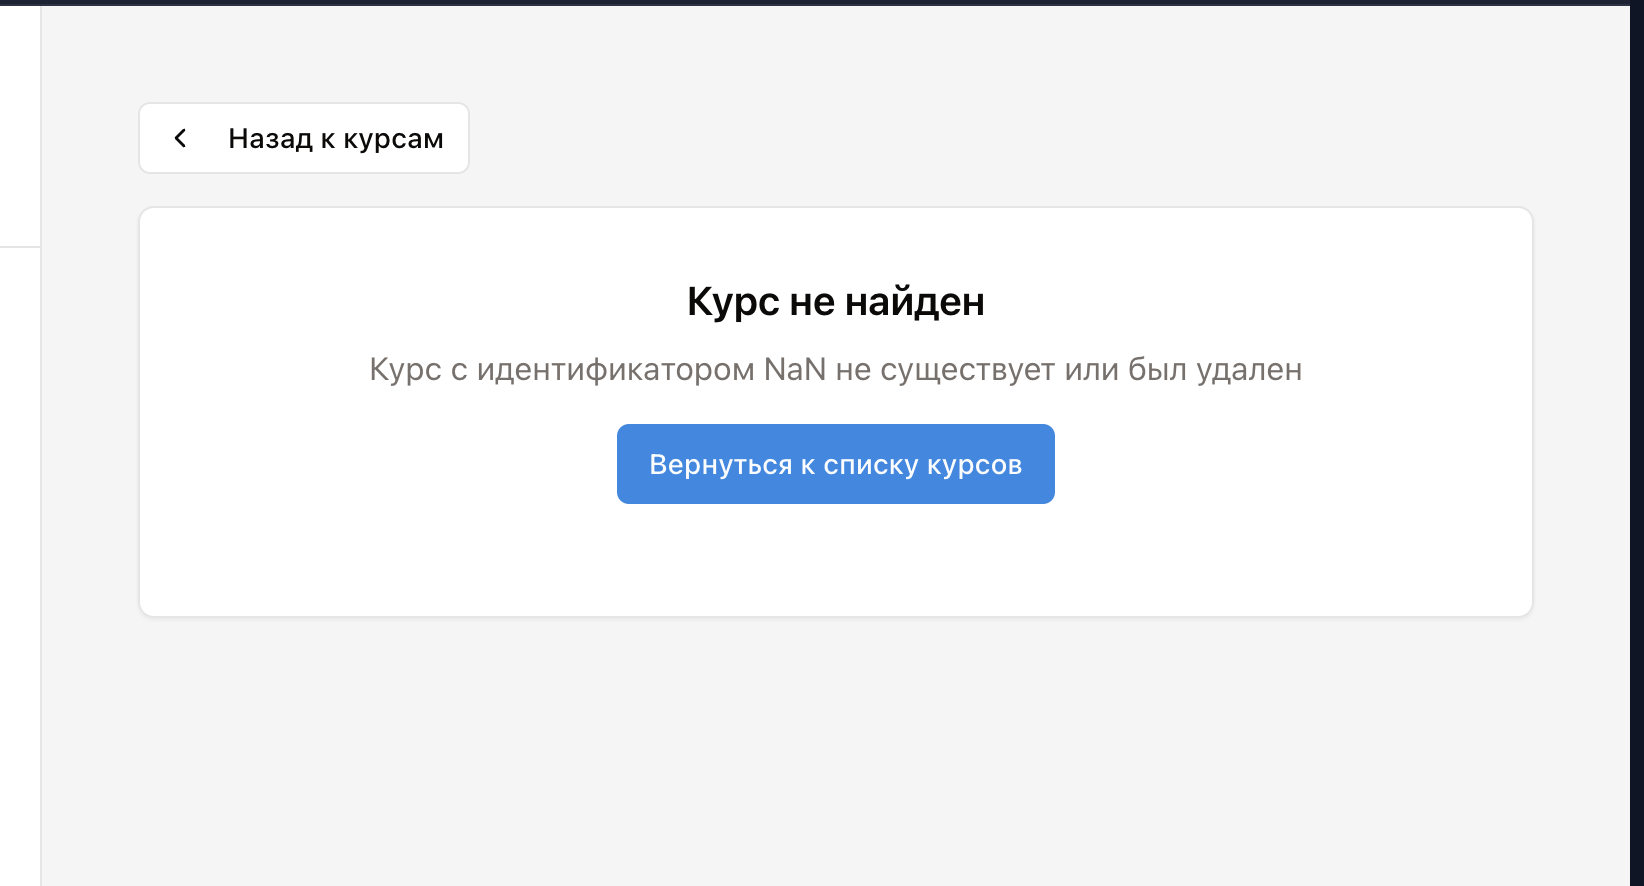 Назад к курсам
Курс не найден
Курс с идентификатором NaN не существует или был удален
Вернуться к списку курсов